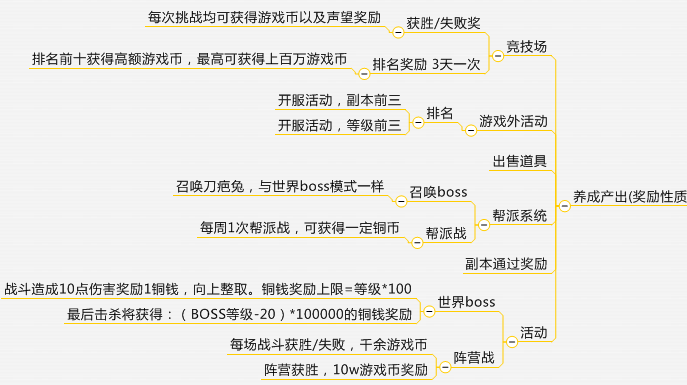 每次挑战均可获得游戏币以及声望奖励
获胜/失败奖
竞技场
排名前十获得高额游戏币，最高可获得上百万游戏币
排名奖励 3天一次
开服活动，副本前三
排名
游戏外活动
开服活动，等级前三
出售道具
召唤刀疤兔，与世界boss模式一样
召唤boss
养成产出(奖励性质
帮派系统
每周1次帮派战，可获得一定铜币
帮派战
副本通过奖励
战斗造成10点伤害奖励1铜钱，向上整取。铜钱奖励上限=等级*100
世界boss
最后击杀将获得：（BOSS等级-20）*100000的铜钱奖励
活动
每场战斗获胜/失败，千余游戏币
阵营战
阵营获胜，10w游戏币奖励